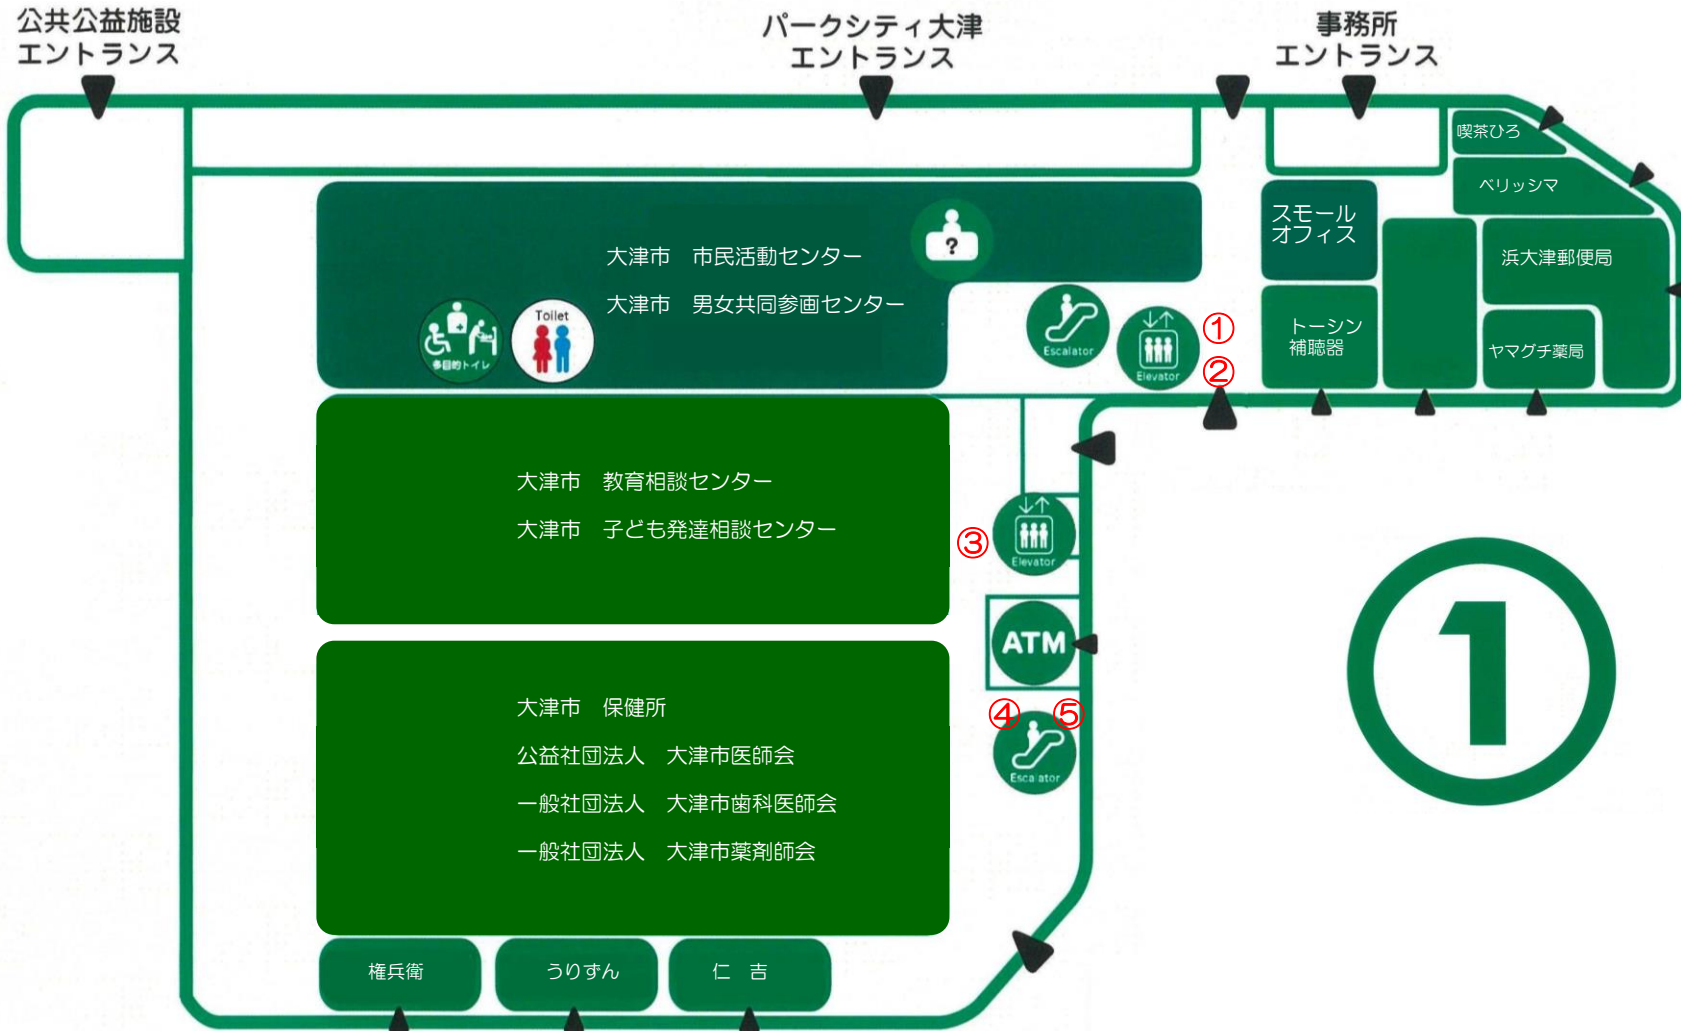 公共公益施設
エントランス
パークシティ大津
エントランス
事務所
エントランス
喫茶ひろ
ベリッシマ
スモール
オフィス
浜大津郵便局
大津市　市民活動センター
大津市　男女共同参画センター
?
多目的トイレ
Toilet
Escalator
Elevator
①
②
トーシン
補聴器
ヤマグチ薬局
大津市　教育相談センター
大津市　子ども発達相談センター
③
Elevator
ATM
④
⑤
Escalator
大津市　保健所
公益社団法人　大津市医師会
一般社団法人　大津市歯科医師会
一般社団法人　大津市薬剤師会
権兵衛
うりずん
仁　吉
1